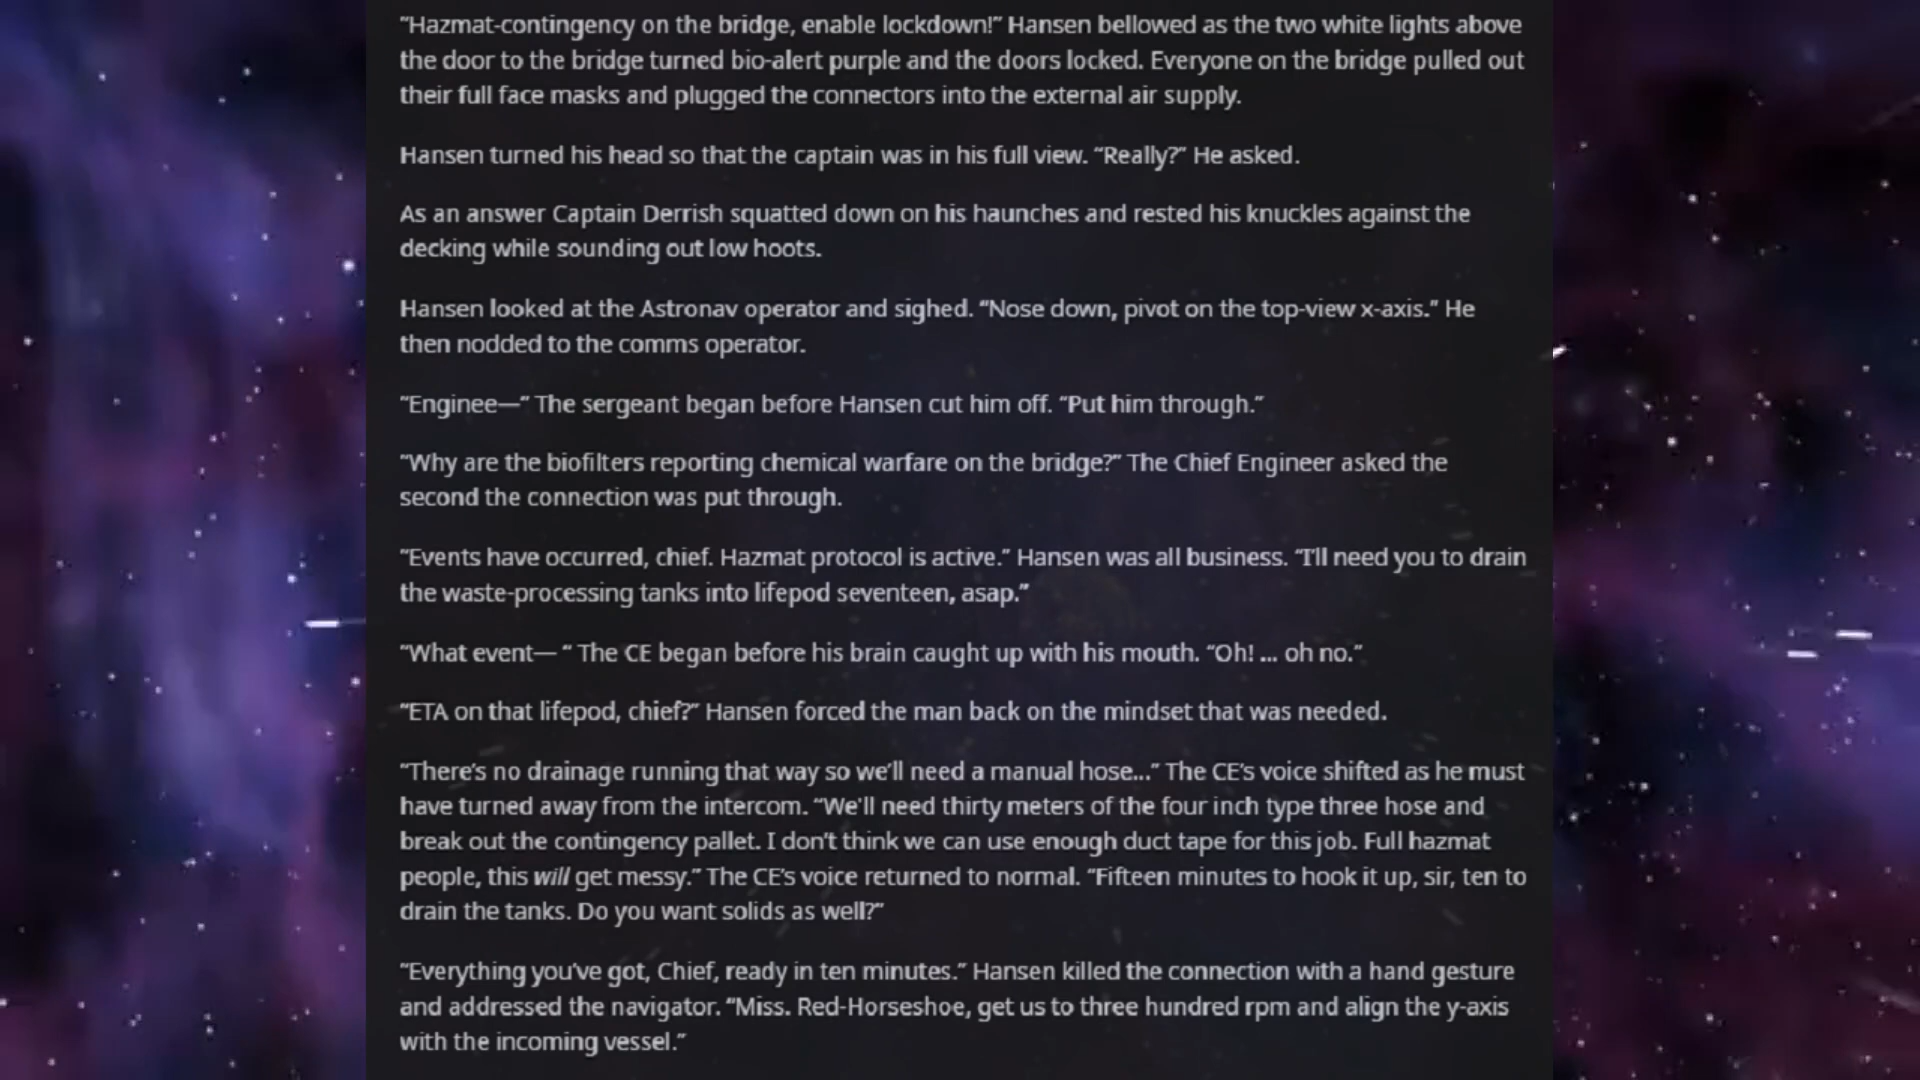 “Hazmat-contingency on the bridge, enable lockdown!” Hansen bellowed as the two white lights above
the door to the bridge turned bio-alert purple and the doors locked. Everyone on the bridge pulled out
their full face masks and plugged the connectors into the external air supply.
Hansen turned his head so that the captain was in his full view. “Really?” He asked.
As an answer Captain Derrish squatted down on his haunches and rested his knuckles against the
decking while sounding out low hoots.
Hansen looked at the Astronav operator and sighed. “Nose down, pivot on the top-view x-axis.” He
then nodded to the comms operator.
“Enginee—” The sergeant began before Hansen cut him off. “Put him through.”
“Why are the biofilters reporting chemical warfare on the bridge?” The Chief Engineer asked the
second the connection was put through.
“Events have occurred, chief. Hazmat protocol is active.” Hansen was all business. “I’ll need you to drain
the waste-processing tanks into lifepod seventeen, asap.”
“What event— “ The CE began before his brain caught up with his mouth. “Oh! ... oh no.”
“ETA on that lifepod, chief?” Hansen forced the man back on the mindset that was needed.
“There’s no drainage running that way so we’ll need a manual hose...” The CE’s voice shifted as he must
have turned away from the intercom. “We’ll need thirty meters of the four inch type three hose and
break out the contingency pallet. I don’t think we can use enough duct tape for this job. Full hazmat
people, this will get messy.” The CE’s voice returned to normal. “Fifteen minutes to hook it up, sir, ten to
drain the tanks. Do you want solids as well?”
“Everything you’ve got, Chief, ready in ten minutes.” Hansen killed the connection with a hand gesture
and addressed the navigator. “Miss. Red-Horseshoe, get us to three hundred rpm and align the y-axis
with the incoming vessel.”